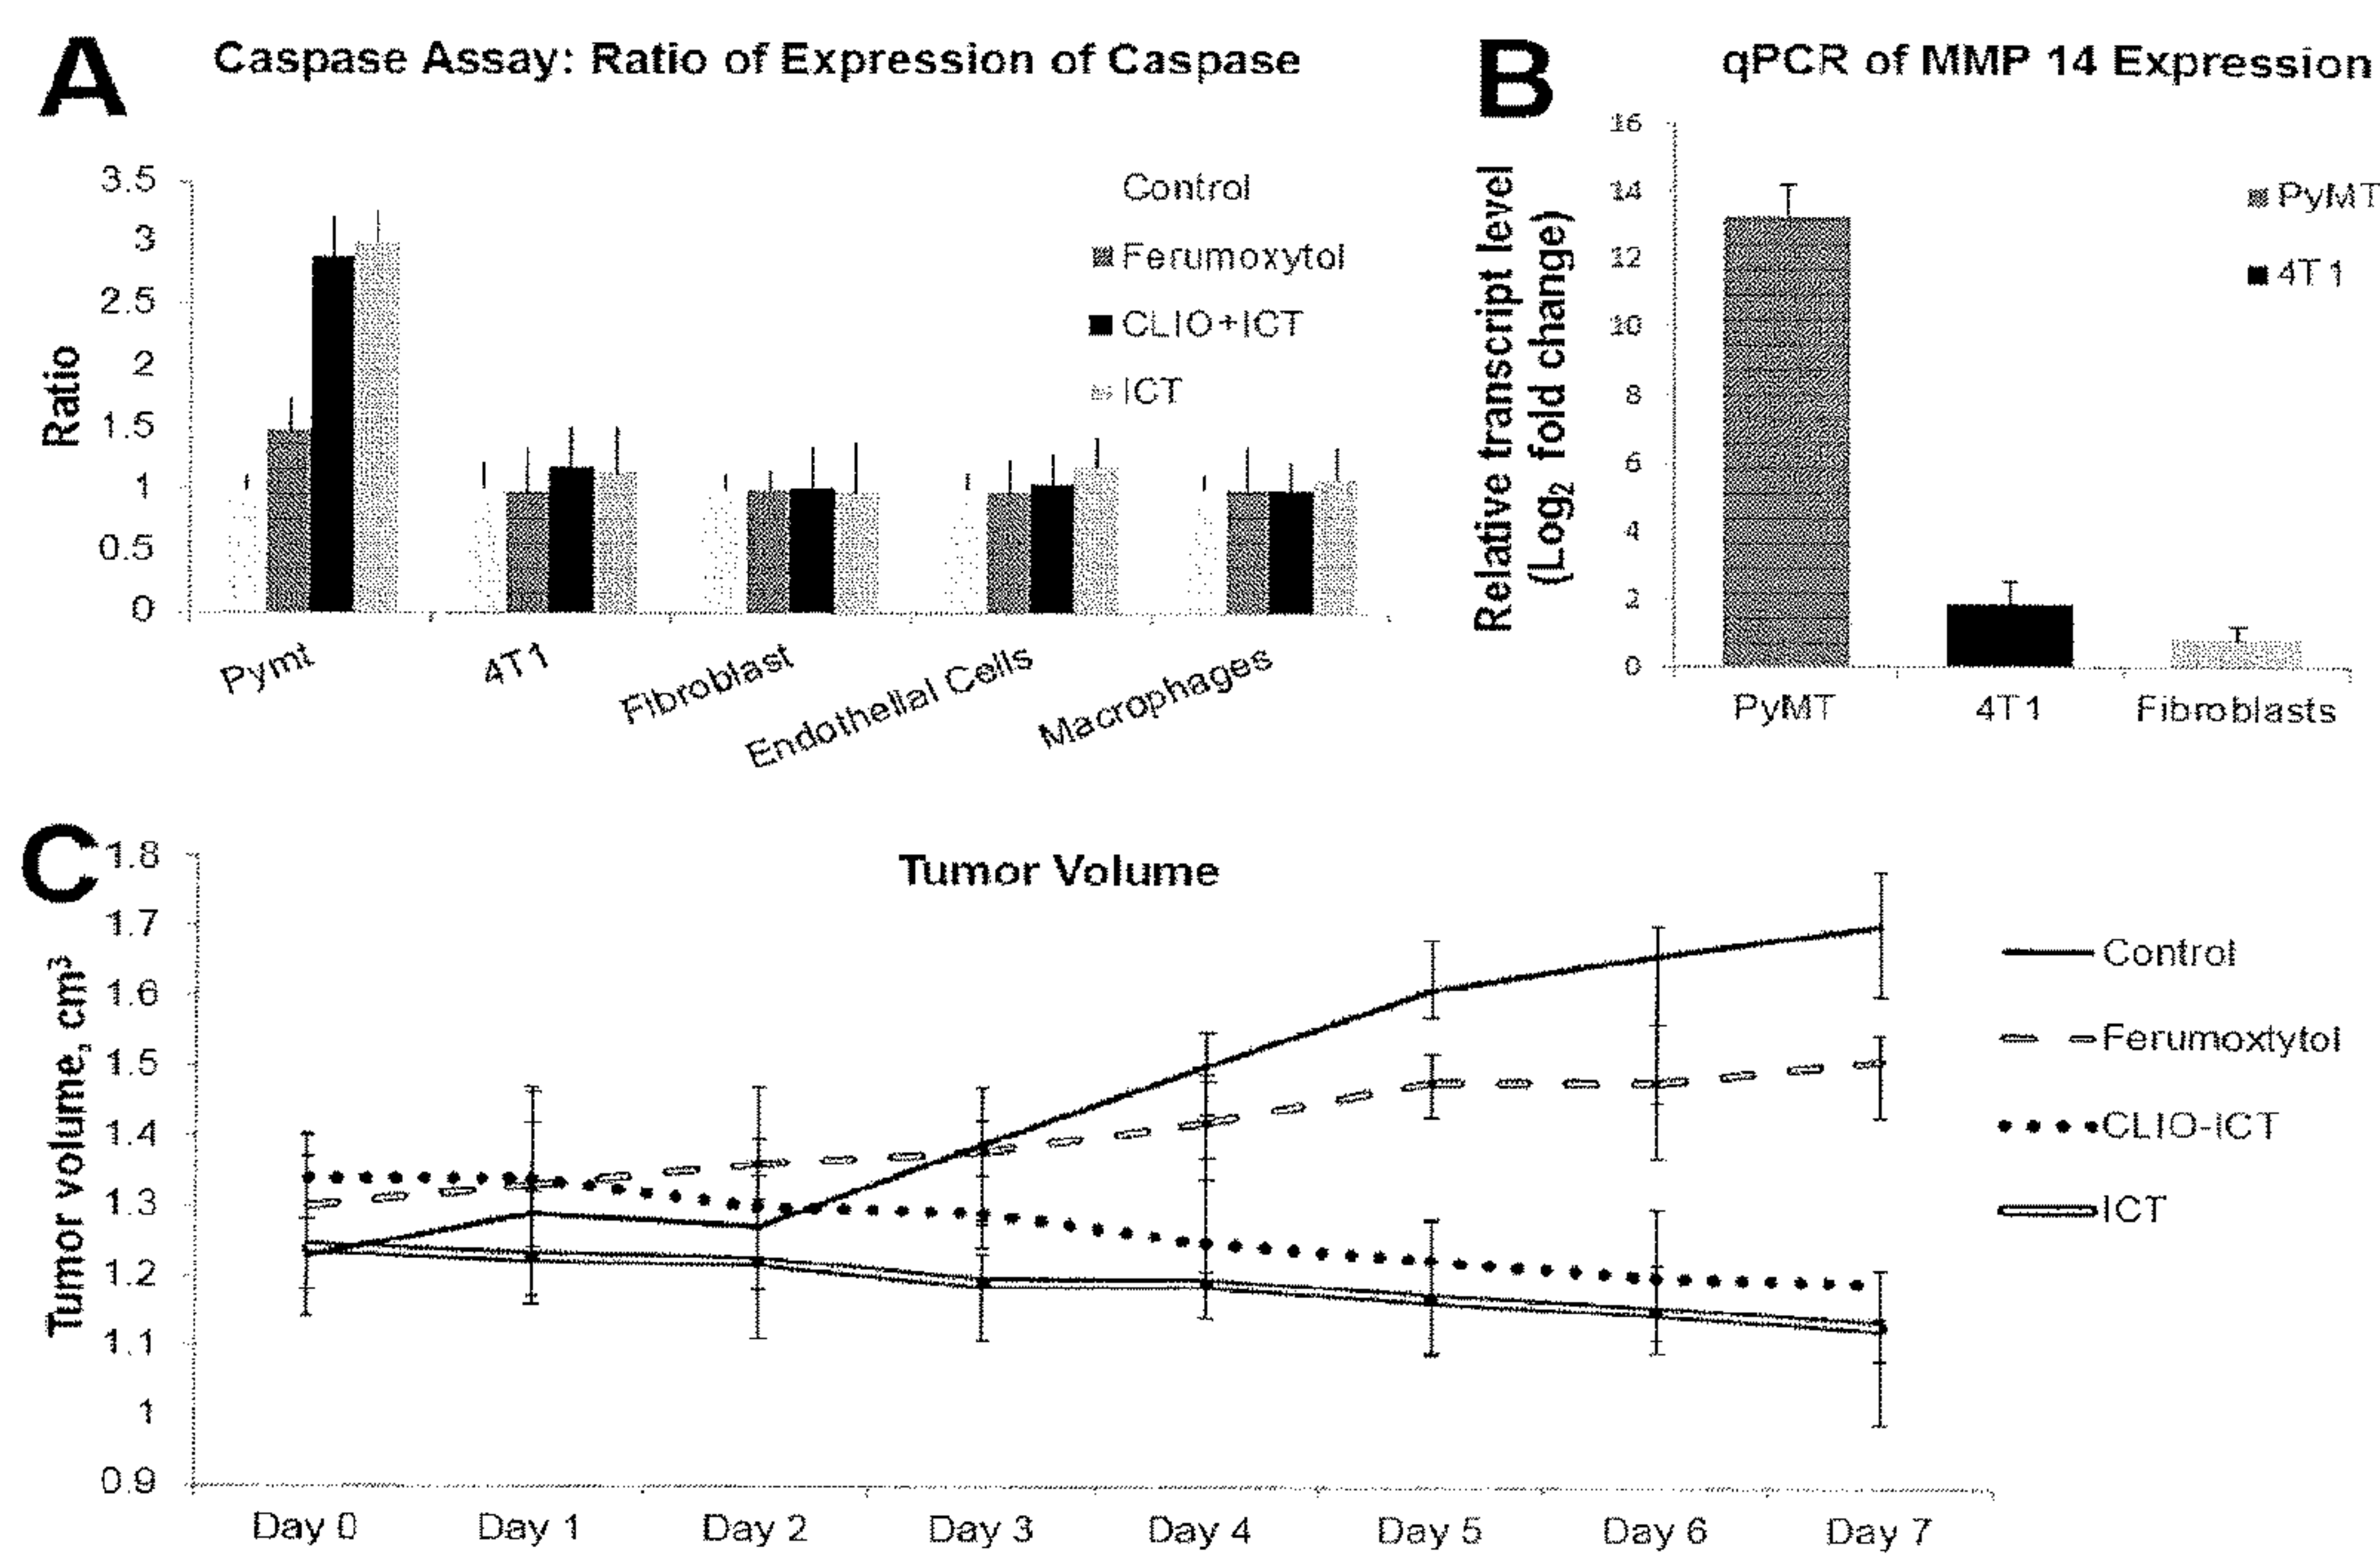 A
Caspase Assay: Ratio of Expression of Caspase
Ratio
3.5
3
2.5
2
1.5
1
0.5
0
Control
Ferumoxytol
CLIO+ICT
ICT
Pymt
4T1
Fibroblast
Endothelial Cells
Macrophages
B
qPCR of MMP 14 Expression
Relative transcript level
(Log₂ fold change)
16
14
12
10
8
6
4
2
0
PyMT
4T1
PyMT
4T1
Fibroblasts
C
Tumor Volume
Tumor volume, cm³
1.8
1.7
1.6
1.5
1.4
1.3
1.2
1.1
1
0.9
Control
Ferumoxtytol
CLIO-ICT
ICT
Day 0
Day 1
Day 2
Day 3
Day 4
Day 5
Day 6
Day 7